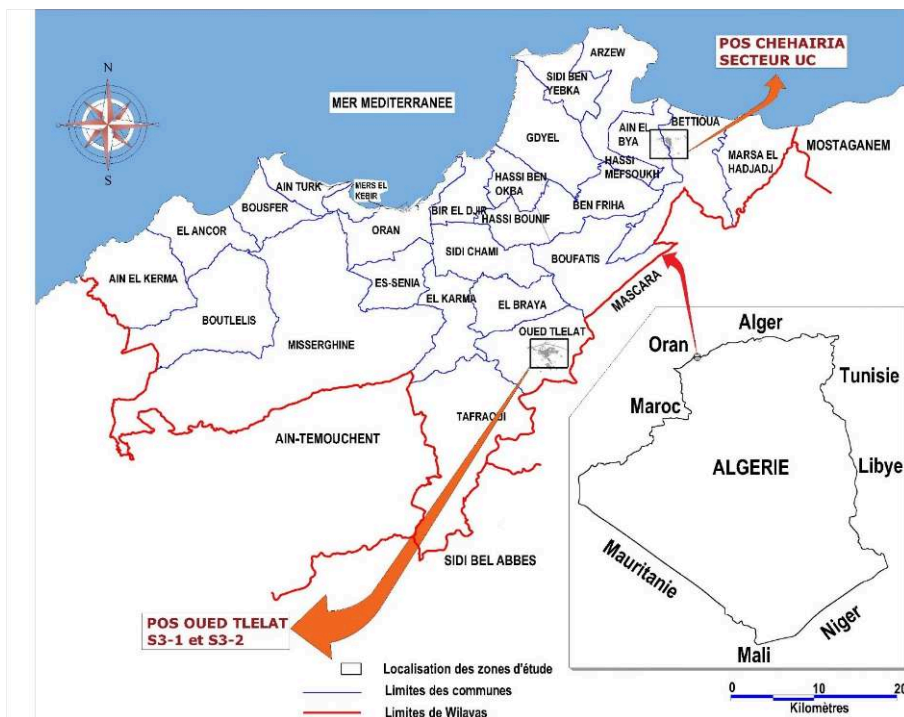 ARZEW
POS CHEHAIRIA
SECTEUR UC
N
S
MER MEDITERRANEE
SIDI BEN
YEBKA
GDYEL
AIN EL
BYA
BETTIOUA
MOSTAGANEM
MARSA EL
HADJADJ
HASSI
MEFSOUKH
HASSI BEN
OKBA
AIN TURK
MERS EL
KEBIR
BOUSFER
BIR EL DJIR
HASSI BOUNIF
BEN FRIHA
EL ANCOR
ORAN
SIDI CHAMI
BOUFATIS
AIN EL KERMA
ES-SENIA
EL KARMA
EL BRAYA
MASCARA
BOUTLELIS
MISSERGHINE
OUED TLELAT
TAFRAOUI
AIN-TEMOUCHENT
SIDI BEL ABBES
Alger
Oran
Tunisie
Maroc
ALGERIE
Libye
Mauritanie
Niger
Mali
POS OUED TLELAT
S3-1 et S3-2
Localisation des zones d'étude
Limites des communes
Limites de Wilayas
0 10 20
Kilomètres